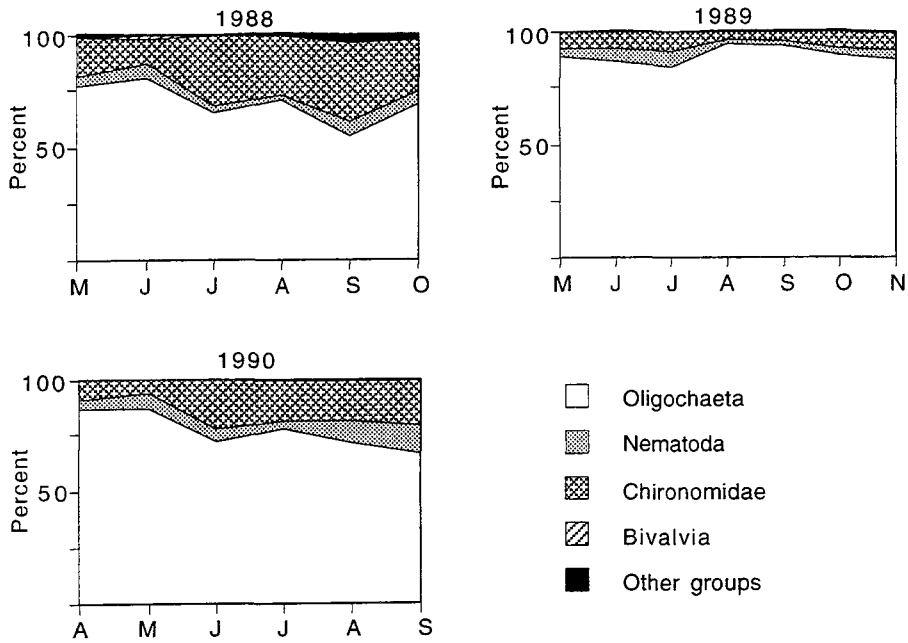 1988
100
50
Percent
M J J A S O
1989
100
50
Percent
M J J A S O N
1990
100
50
Percent
A M J J A S
Oligochaeta
Nematoda
Chironomidae
Bivalvia
Other groups